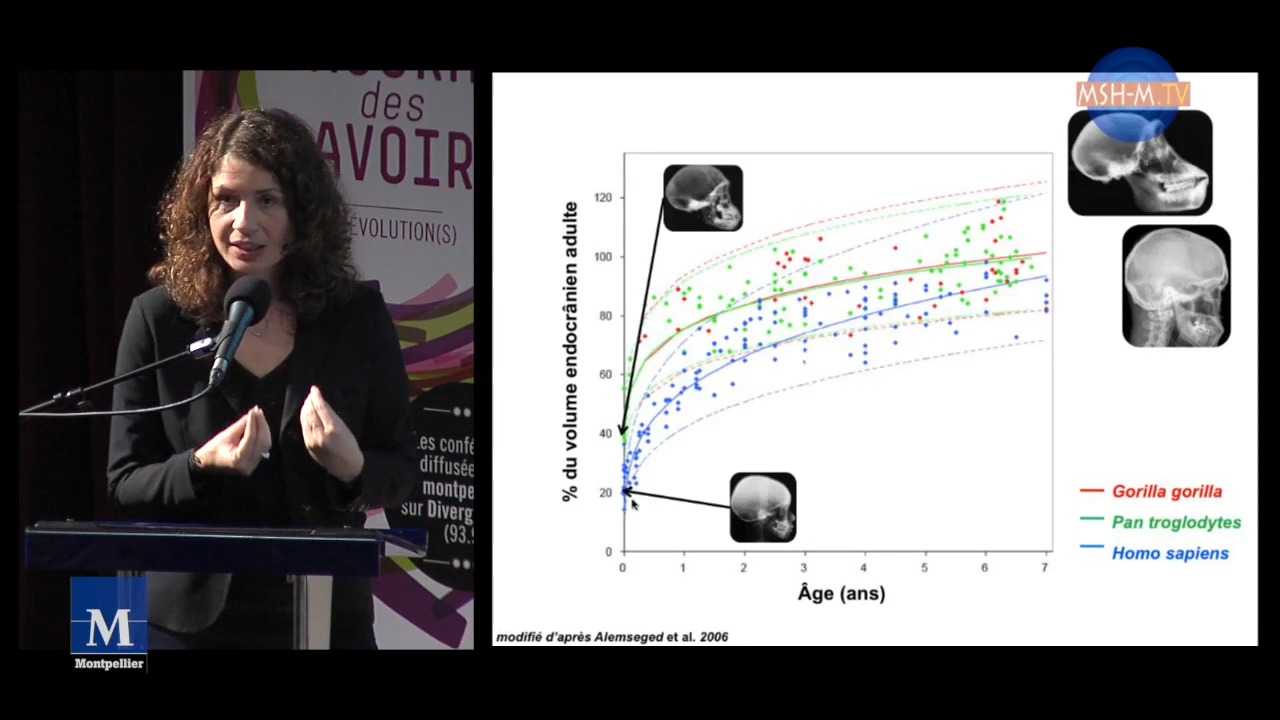 des
AVOIR
ÉVOLUTION(S)
Les confé
diffusée
montpe
sur Diverg
(93.9
M
Montpellier
MSH-M.TV
% du volume endocrânien adulte
120
100
80
60
40
20
0
0 1 2 3 4 5 6 7
Âge (ans)
Gorilla gorilla
Pan troglodytes
Homo sapiens
modifié d'après Alemseged et al. 2006